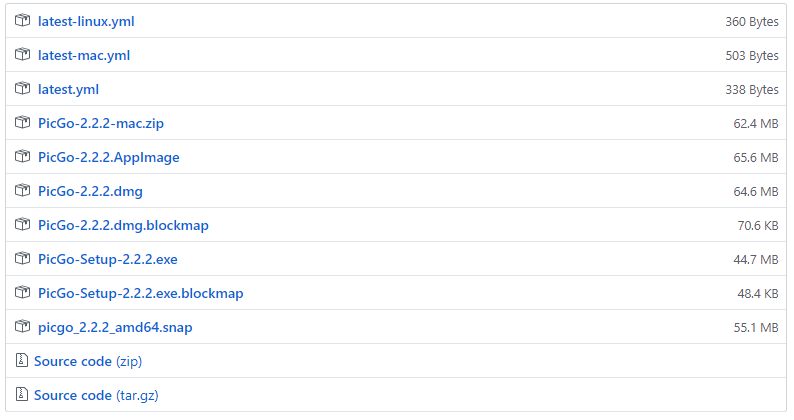 latest-linux.yml 360 Bytes
latest-mac.yml 503 Bytes
latest.yml 338 Bytes
PicGo-2.2.2-mac.zip 62.4 MB
PicGo-2.2.2.AppImage 65.6 MB
PicGo-2.2.2.dmg 64.6 MB
PicGo-2.2.2.dmg.blockmap 70.6 KB
PicGo-Setup-2.2.2.exe 44.7 MB
PicGo-Setup-2.2.2.exe.blockmap 48.4 KB
picgo_2.2.2_amd64.snap 55.1 MB
Source code (zip)
Source code (tar.gz)